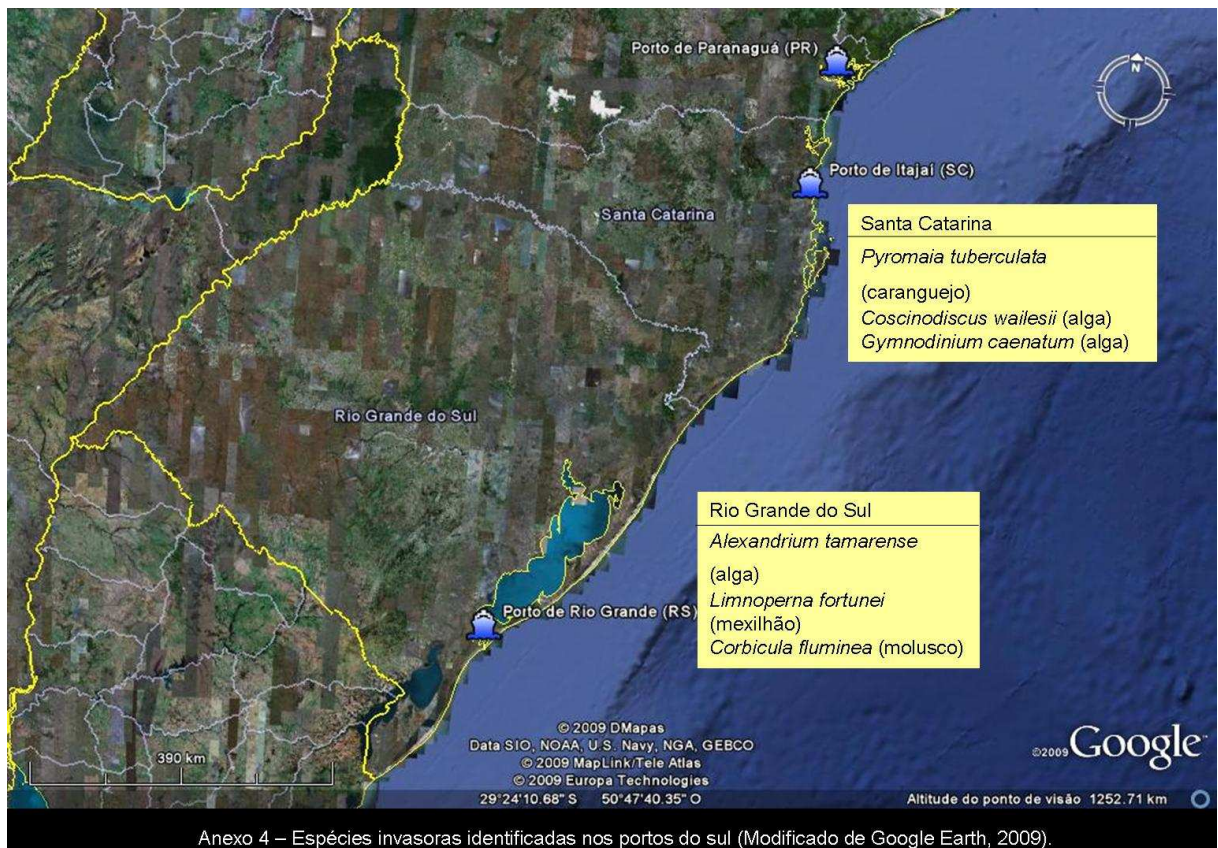 Porto de Paranaguá (PR)
N
Porto de Itajaí (SC)
Santa Catarina
Santa Catarina
Pyromaia tuberculata
(caranguejo)
Coscinodiscus wailesii (alga)
Gymnodinium caenatum (alga)
Rio Grande do Sul
Rio Grande do Sul
Alexandrium tamarense
(alga)
Limnoperna fortunei
(mexilhão)
Corbicula fluminea (molusco)
Porto de Rio Grande (RS)
390 km
© 2009 DMapas
Data SIO, NOAA, U.S. Navy, NGA, GEBCO
© 2009 MapLink/Tele Atlas
© 2009 Europa Technologies
©2009 Google™
29°24'10.68" S 50°47'40.35" O
Altitude do ponto de visão 1252.71 km
Anexo 4 – Espécies invasoras identificadas nos portos do sul (Modificado de Google Earth, 2009).